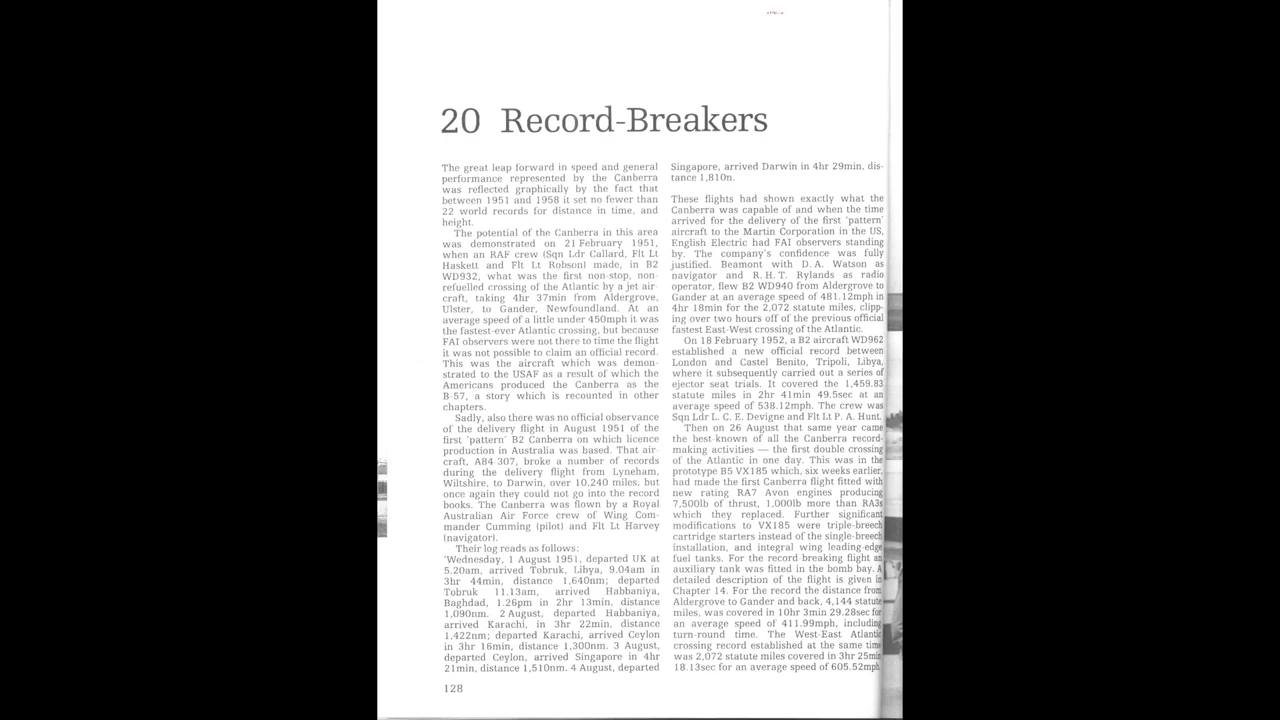 20 Record-Breakers
The great leap forward in speed and general
performance represented by the Canberra
was reflected graphically by the fact that
between 1951 and 1958 it set no fewer than
22 world records for distance in time, and
height.
The potential of the Canberra in this area
was demonstrated on 21 February 1951,
when an RAF crew (Sqn Ldr Callard, Flt Lt
Haskett and Flt Lt Robson) made, in B2
WD932, what was the first non-stop, non-
refuelled crossing of the Atlantic by a jet air-
craft, taking 4hr 37min from Aldergrove,
Ulster, to Gander, Newfoundland. At an
average speed of a little under 450mph it was
the fastest-ever Atlantic crossing, but because
FAI observers were not there to time the flight
it was not possible to claim an official record.
This was the aircraft which was demon-
strated to the USAF as a result of which the
Americans produced the Canberra as the
B-57, a story which is recounted in other
chapters.
Sadly, also there was no official observance
of the delivery flight in August 1951 of the
first 'pattern' B2 Canberra on which licence
production in Australia was based. That air-
craft, A84-307, broke a number of records
during the delivery flight from Lyneham,
Wiltshire, to Darwin, over 10,240 miles, but
once again they could not go into the record
books. The Canberra was flown by a Royal
Australian Air Force crew of Wing Com-
mander Cumming (pilot) and Flt Lt Harvey
(navigator).
Their log reads as follows:
'Wednesday, 1 August 1951, departed UK at
5.20am, arrived Tobruk, Libya, 9.04am in
3hr 44min, distance 1,640nm; departed
Tobruk 11.13am, arrived Habbaniya,
Baghdad, 1.26pm in 2hr 13min, distance
1,090nm. 2 August, departed Habbaniya,
arrived Karachi, in 3hr 22min, distance
1,422nm; departed Karachi, arrived Ceylon
in 3hr 16min, distance 1,300nm. 3 August,
departed Ceylon, arrived Singapore in 4hr
21min, distance 1,510nm. 4 August, departed
128
Singapore, arrived Darwin in 4hr 29min, dis-
tance 1,810n.
These flights had shown exactly what the
Canberra was capable of and when the time
arrived for the delivery of the first 'pattern'
aircraft to the Martin Corporation in the US,
English Electric had FAI observers standing
by. The company's confidence was fully
justified. Beamont with D. A. Watson as
navigator and R. H. T. Rylands as radio
operator, flew B2 WD940 from Aldergrove to
Gander at an average speed of 481.12mph in
4hr 18min for the 2,072 statute miles, clipp-
ing over two hours off of the previous official
fastest East-West crossing of the Atlantic.
On 18 February 1952, a B2 aircraft WD962
established a new official record between
London and Castel Benito, Tripoli, Libya,
where it subsequently carried out a series of
ejector seat trials. It covered the 1,459.83
statute miles in 2hr 41min 49.5sec at an
average speed of 538.12mph. The crew was
Sqn Ldr L. C. E. Devigne and Flt Lt P. A. Hunt.
Then on 26 August that same year came
the best-known of all the Canberra record-
making activities — the first double crossing
of the Atlantic in one day. This was in the
prototype B5 VX185 which, six weeks earlier,
had made the first Canberra flight fitted with
new rating RA7 Avon engines producing
7,500lb of thrust, 1,000lb more than RA3s
which they replaced. Further significant
modifications to VX185 were triple-breech
cartridge starters instead of the single-breech
installation, and integral wing leading-edge
fuel tanks. For the record breaking flight an
auxiliary tank was fitted in the bomb bay. A
detailed description of the flight is given in
Chapter 14. For the record the distance from
Aldergrove to Gander and back, 4,144 statute
miles, was covered in 10hr 3min 29.28sec for
an average speed of 411.99mph, including
turn-round time. The West-East Atlantic
crossing record established at the same time
was 2,072 statute miles covered in 3hr 25min
18.13sec for an average speed of 605.52mph.